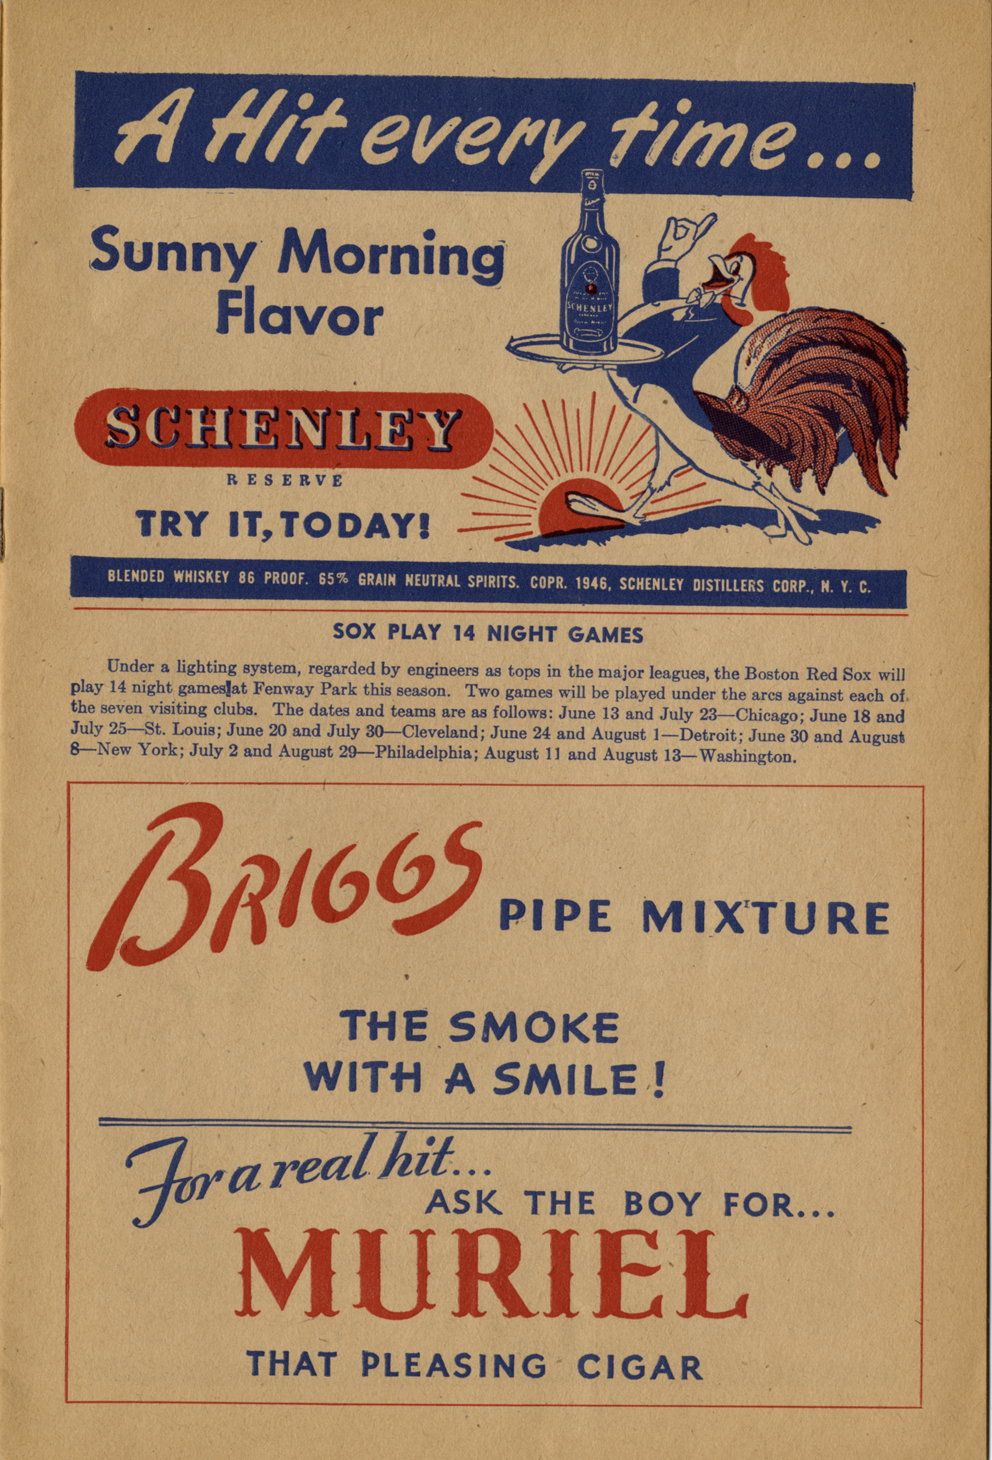 A Hit every time...
Sunny Morning
Flavor
SCHENLEY
SCHENLEY
RESERVE
TRY IT, TODAY!
BLENDED WHISKEY 86 PROOF. 65% GRAIN NEUTRAL SPIRITS. COPR. 1946, SCHENLEY DISTILLERS CORP., N. Y. C.
SOX PLAY 14 NIGHT GAMES
Under a lighting system, regarded by engineers as tops in the major leagues, the Boston Red Sox will
play 14 night games at Fenway Park this season. Two games will be played under the arcs against each of
the seven visiting clubs. The dates and teams are as follows: June 13 and July 23—Chicago; June 18 and
July 25—St. Louis; June 20 and July 30—Cleveland; June 24 and August 1—Detroit; June 30 and August
8—New York; July 2 and August 29—Philadelphia; August 11 and August 13—Washington.
BRIGGS PIPE MIXTURE
THE SMOKE
WITH A SMILE!
For a real hit...
ASK THE BOY FOR...
MURIEL
THAT PLEASING CIGAR